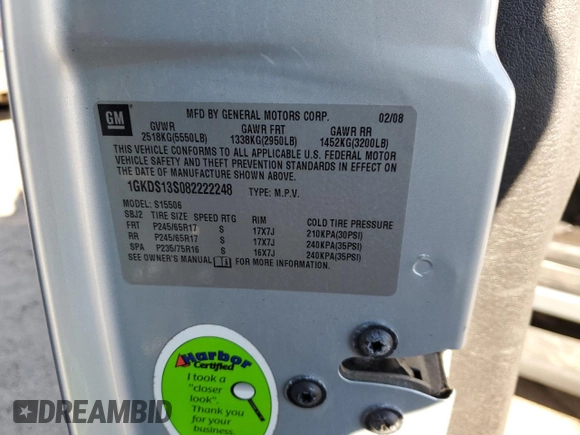 GM
MFD BY GENERAL MOTORS CORP. 02/08
GVWR GAWR FRT GAWR RR
2518KG(5550LB) 1338KG(2950LB) 1452KG(3200LB)
THIS VEHICLE CONFORMS TO ALL APPLICABLE U.S. FEDERAL MOTOR
VEHICLE SAFETY AND THEFT PREVENTION STANDARDS IN EFFECT ON
THE DATE OF MANUFACTURE SHOWN ABOVE.
1GKDS13S082222248 TYPE: M.P.V.
MODEL: S15506
SBJ2 TIRE SIZE SPEED RTG RIM COLD TIRE PRESSURE
FRT P245/65R17 S 17X7J 210KPA(30PSI)
RR P245/65R17 S 17X7J 240KPA(35PSI)
SPA P235/75R16 S 16X7J 240KPA(35PSI)
SEE OWNER'S MANUAL FOR MORE INFORMATION.
Harbor
Certified
I took a
"closer
look".
Thank
you for
your
business.
DREAMBID